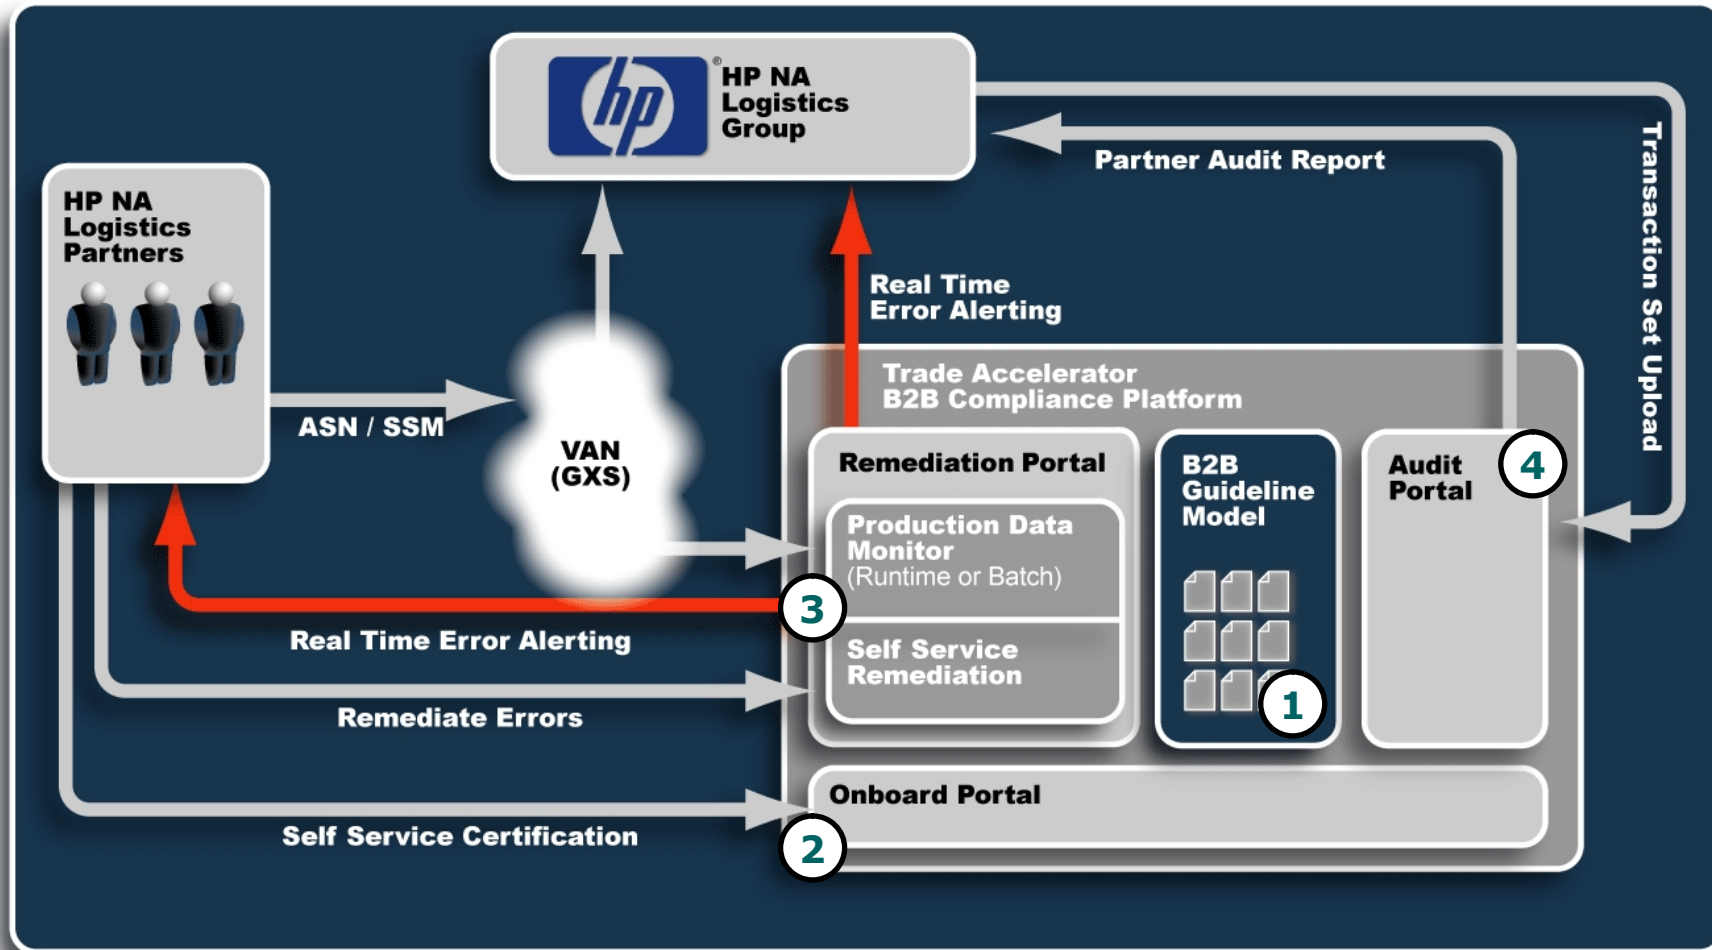 hp
®
HP NA
Logistics
Group
Partner Audit Report
Transaction Set Upload
HP NA
Logistics
Partners
Real Time
Error Alerting
ASN / SSM
VAN
(GXS)
Trade Accelerator
B2B Compliance Platform
Remediation Portal
Production Data
Monitor
(Runtime or Batch)
3
Self Service
Remediation
B2B
Guideline
Model
1
Audit
Portal
4
Real Time Error Alerting
Remediate Errors
Onboard Portal
2
Self Service Certification